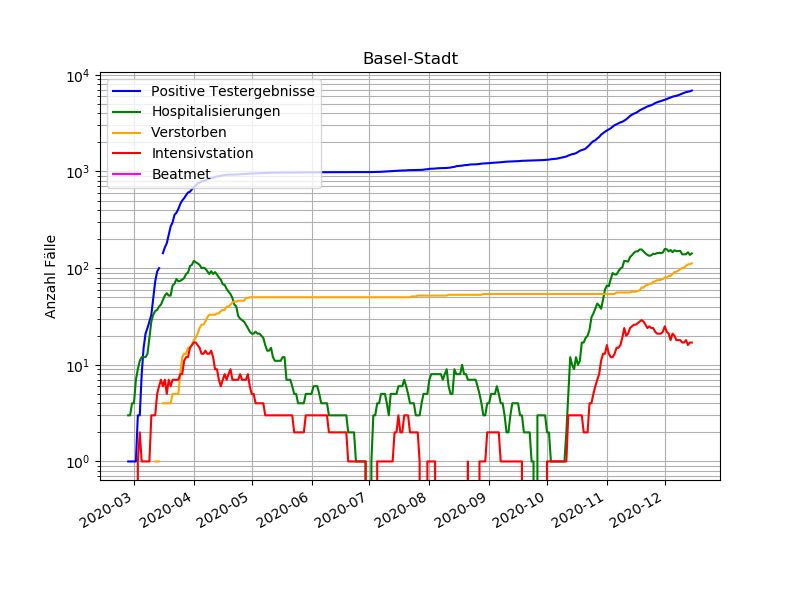 Basel-Stadt
Positive Testergebnisse
Hospitalisierungen
Verstorben
Intensivstation
Beatmet
Anzahl Fälle
10⁴
10³
10²
10¹
10⁰
2020-03
2020-04
2020-05
2020-06
2020-07
2020-08
2020-09
2020-10
2020-11
2020-12